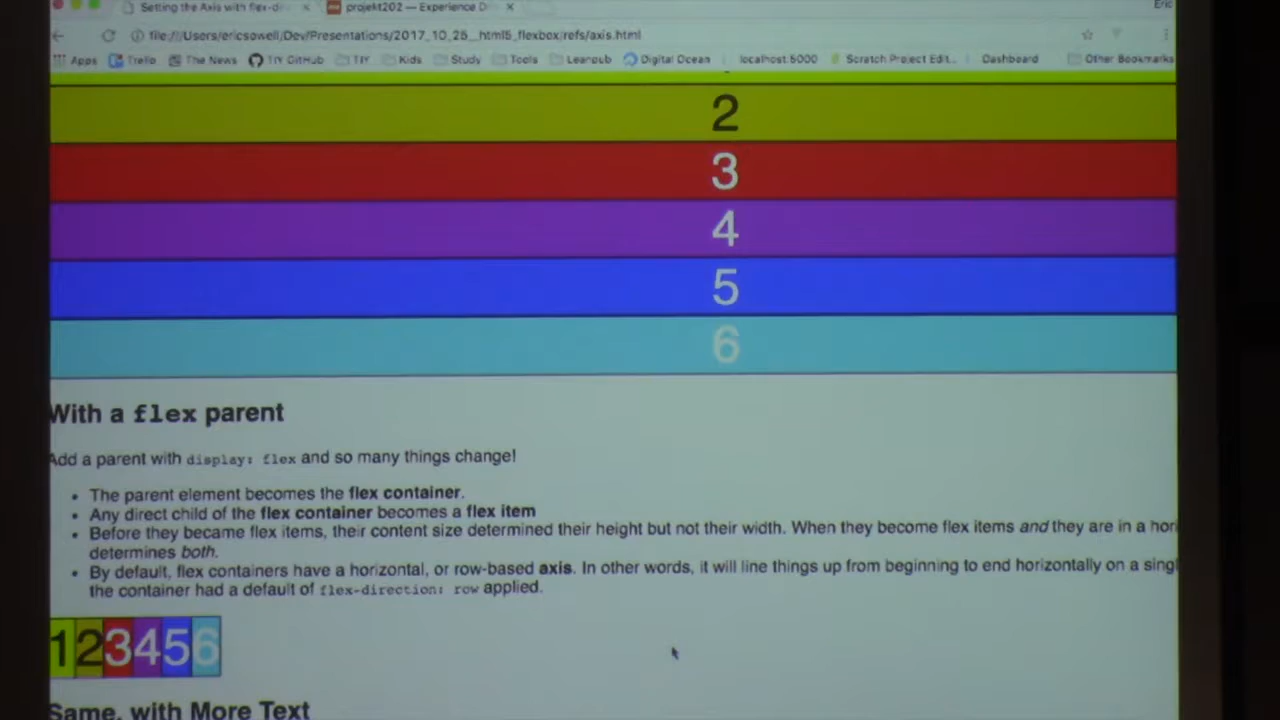 Setting the Axis with flex-di
projekt202 — Experience D
Eric
file:///Users/ericsowell/Dev/Presentations/2017_10_25__html5_flexbox/refs/axis.html
Apps Trello The News TIY GitHub TIY Kids Study Tools Leanpub Digital Ocean localhost:5000 Scratch Project Edit... Dashboard Other Bookmarks
2
3
4
5
6
With a flex parent
Add a parent with display: flex and so many things change!
• The parent element becomes the flex container.
• Any direct child of the flex container becomes a flex item
• Before they became flex items, their content size determined their height but not their width. When they become flex items and they are in a hori
determines both.
• By default, flex containers have a horizontal, or row-based axis. In other words, it will line things up from beginning to end horizontally on a singl
the container had a default of flex-direction: row applied.
123456
Same, with More Text